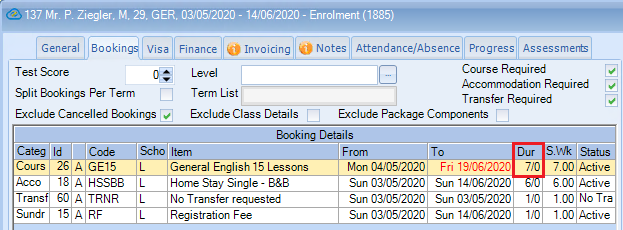 137 Mr. P. Ziegler, M, 29, GER, 03/05/2020 - 14/06/2020 - Enrolment (1885)
General Bookings Visa Finance Invoicing Notes Attendance/Absence Progress Assessments
Test Score 0 Level ... Course Required
Split Bookings Per Term Term List Accommodation Required
Transfer Required
Exclude Cancelled Bookings Exclude Class Details Exclude Package Components
Booking Details
Categ Id Code Scho Item From To Dur S.Wk Status
Cours 26 A GE15 L General English 15 Lessons Mon 04/05/2020 Fri 19/06/2020 7/0 7.00 Active
Acco 18 A HSSBB L Home Stay Single - B&B Sun 03/05/2020 Sun 14/06/2020 6/0 6.00 Active
Transf 60 A TRNR L No Transfer requested Sun 03/05/2020 Sun 03/05/2020 1/0 1.00 No Tra
Sundr 15 A RF L Registration Fee Sun 03/05/2020 Sun 14/06/2020 1/0 1.00 Active